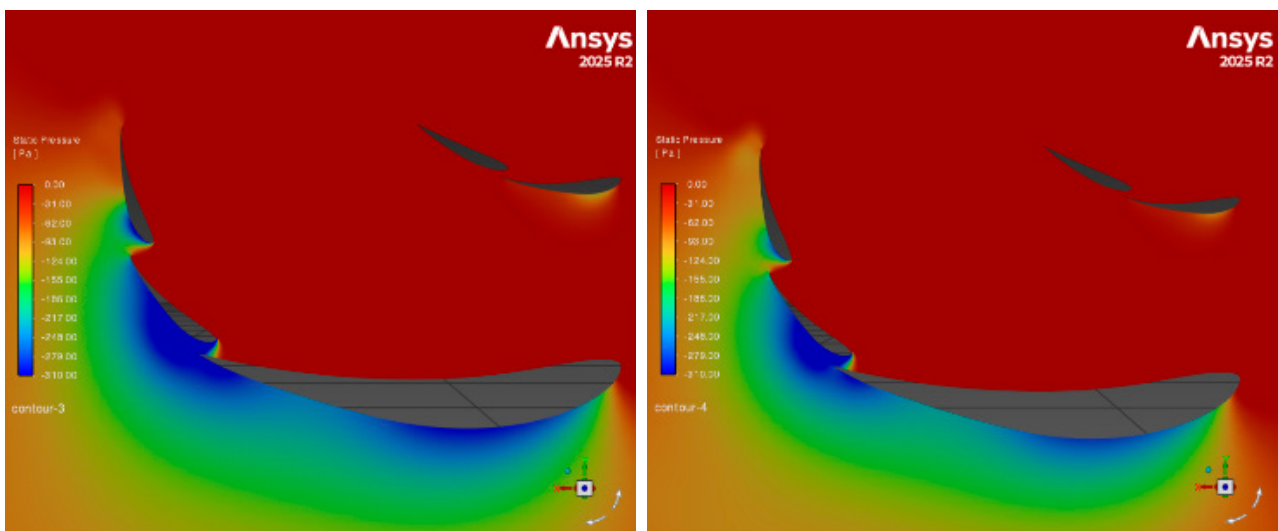 Ansys
2025 R2
Static Pressure
[ Pa ]
0.00
-31.00
-62.00
-93.00
-124.00
-155.00
-186.00
-217.00
-248.00
-279.00
-310.00
contour-3
Y
X
Ansys
2025 R2
Static Pressure
[ Pa ]
0.00
-31.00
-62.00
-93.00
-124.00
-155.00
-186.00
-217.00
-248.00
-279.00
-310.00
contour-4
Y
X